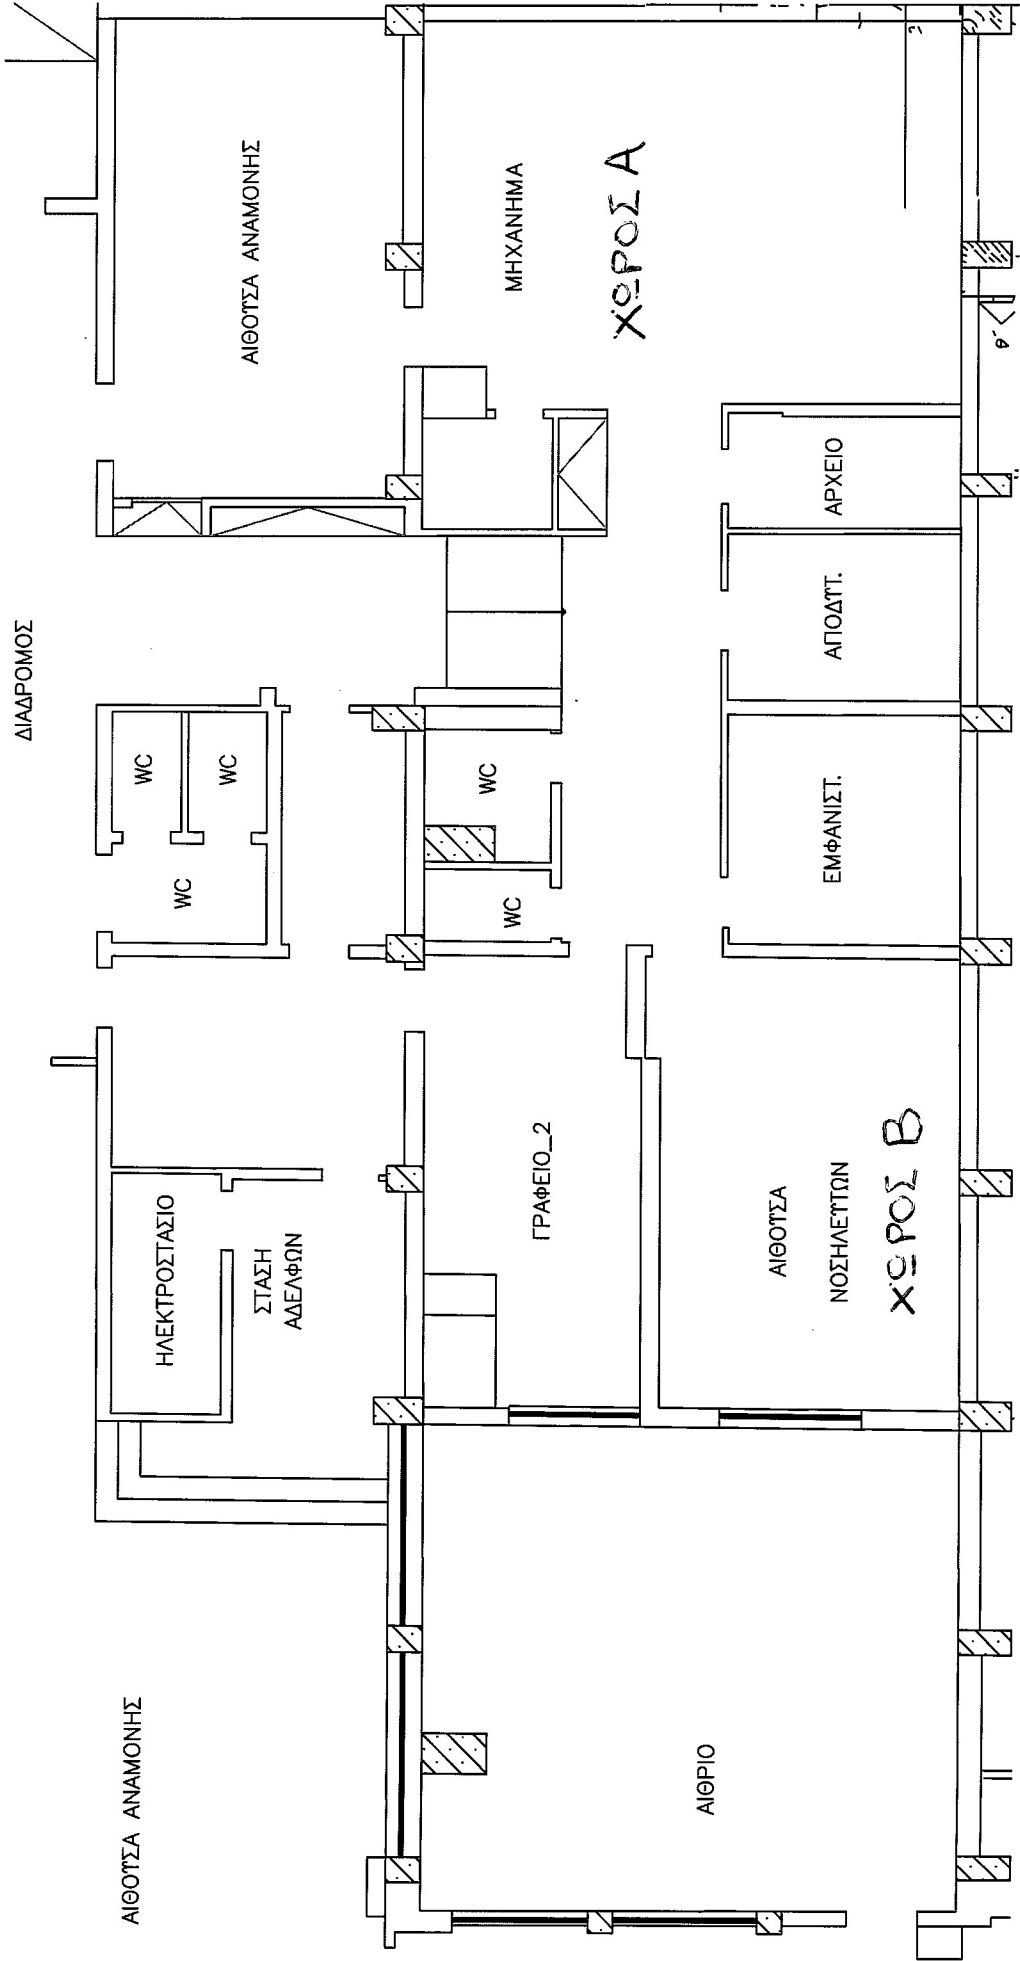 ΔΙΑΔΡΟΜΟΣ
ΑΙΘΟΥΣΑ ΑΝΑΜΟΝΗΣ
ΑΙΘΟΥΣΑ ΑΝΑΜΟΝΗΣ
WC
WC
WC
ΗΛΕΚΤΡΟΣΤΑΣΙΟ
ΣΤΑΣΗ
ΑΔΕΛΦΩΝ
WC
WC
ΓΡΑΦΕΙΟ_2
ΜΗΧΑΝΗΜΑ
ΧΩΡΟΣ Α
ΑΙΘΡΙΟ
ΑΙΘΟΥΣΑ
ΝΟΣΗΛΕΥΤΩΝ
ΧΩΡΟΣ Β
ΕΜΦΑΝΙΣΤ.
ΑΠΟΔΥΤ.
ΑΡΧΕΙΟ